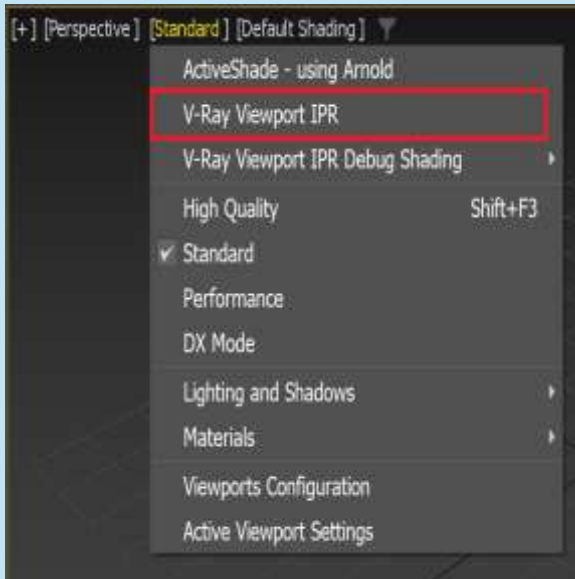 [+] [Perspective] [Standard] [Default Shading]
ActiveShade - using Arnold
V-Ray Viewport IPR
V-Ray Viewport IPR Debug Shading
High Quality Shift+F3
Standard
Performance
DX Mode
Lighting and Shadows
Materials
Viewports Configuration
Active Viewport Settings